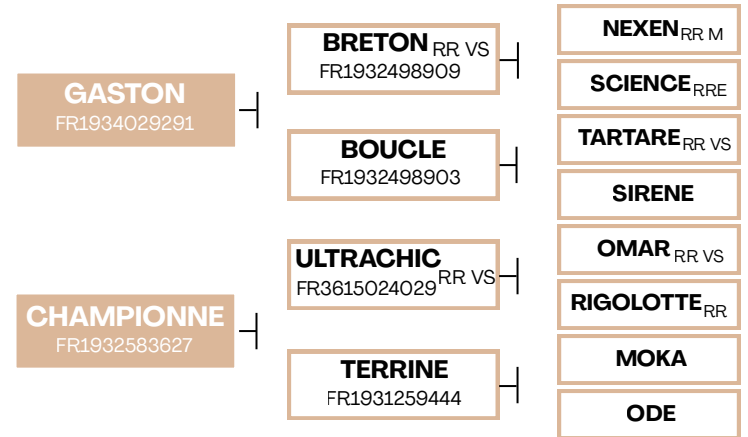 GASTON
FR1934029291
CHAMPIONNE
FR1932583627
BRETON RR VS
FR1932498909
BOUCLE
FR1932498903
ULTRACHIC RR VS
FR3615024029
TERRINE
FR1931259444
NEXEN RR M
SCIENCE RRE
TARTARE RR VS
SIRENE
OMAR RR VS
RIGOLOTTE RR
MOKA
ODE